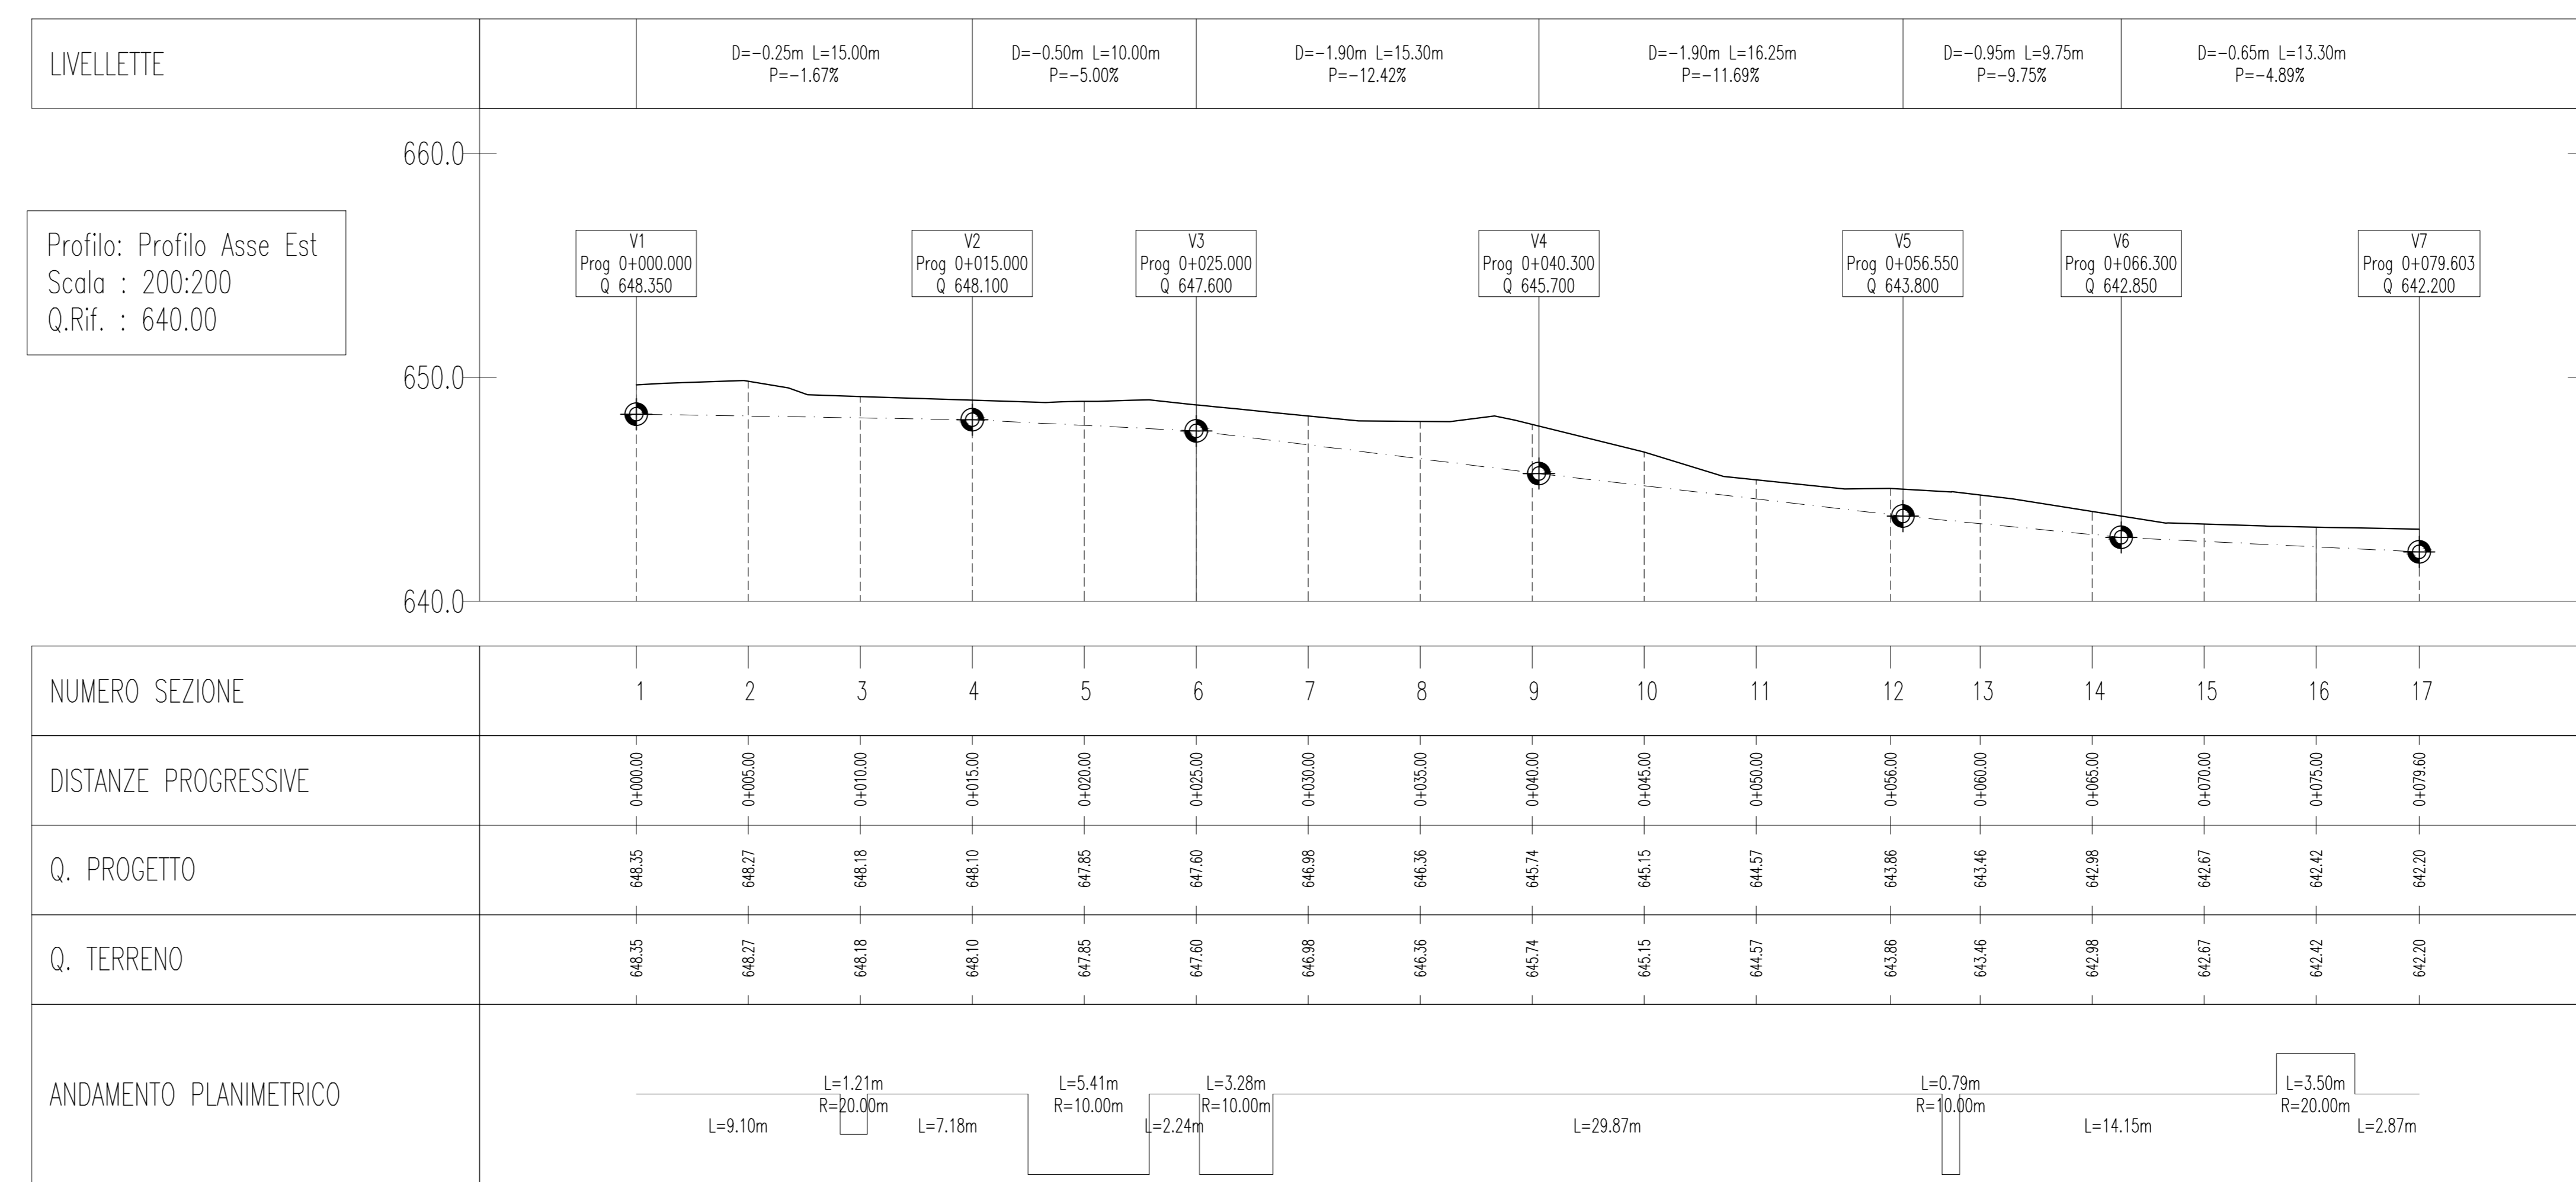 LIVELLETTE
D=-0.25m L=15.00m
P=-1.67%
D=-0.50m L=10.00m
P=-5.00%
D=-1.90m L=15.30m
P=-12.42%
D=-1.90m L=16.25m
P=-11.69%
D=-0.95m L=9.75m
P=-9.75%
D=-0.65m L=13.30m
P=-4.89%
660.0
Profilo: Profilo Asse Est
Scala : 200:200
Q.Rif. : 640.00
V1
Prog 0+000.000
Q 648.350
V2
Prog 0+015.000
Q 648.100
V3
Prog 0+025.000
Q 647.600
V4
Prog 0+040.300
Q 645.700
V5
Prog 0+056.550
Q 643.800
V6
Prog 0+066.300
Q 642.850
V7
Prog 0+079.603
Q 642.200
650.0
640.0
NUMERO SEZIONE
1 2 3 4 5 6 7 8 9 10 11 12 13 14 15 16 17
DISTANZE PROGRESSIVE
0+000.00 0+005.00 0+010.00 0+015.00 0+020.00 0+025.00 0+030.00 0+035.00 0+040.00 0+045.00 0+050.00 0+056.00 0+060.00 0+065.00 0+070.00 0+075.00 0+079.60
Q. PROGETTO
648.35 648.27 648.18 648.10 647.85 647.60 646.98 646.36 645.74 645.15 644.57 643.86 643.46 642.98 642.67 642.42 642.20
Q. TERRENO
648.35 648.27 648.18 648.10 647.85 647.60 646.98 646.36 645.74 645.15 644.57 643.86 643.46 642.98 642.67 642.42 642.20
ANDAMENTO PLANIMETRICO
L=9.10m
L=1.21m
R=20.00m
L=7.18m
L=5.41m
R=10.00m
L=2.24m
L=3.28m
R=10.00m
L=29.87m
L=0.79m
R=10.00m
L=14.15m
L=3.50m
R=20.00m
L=2.87m